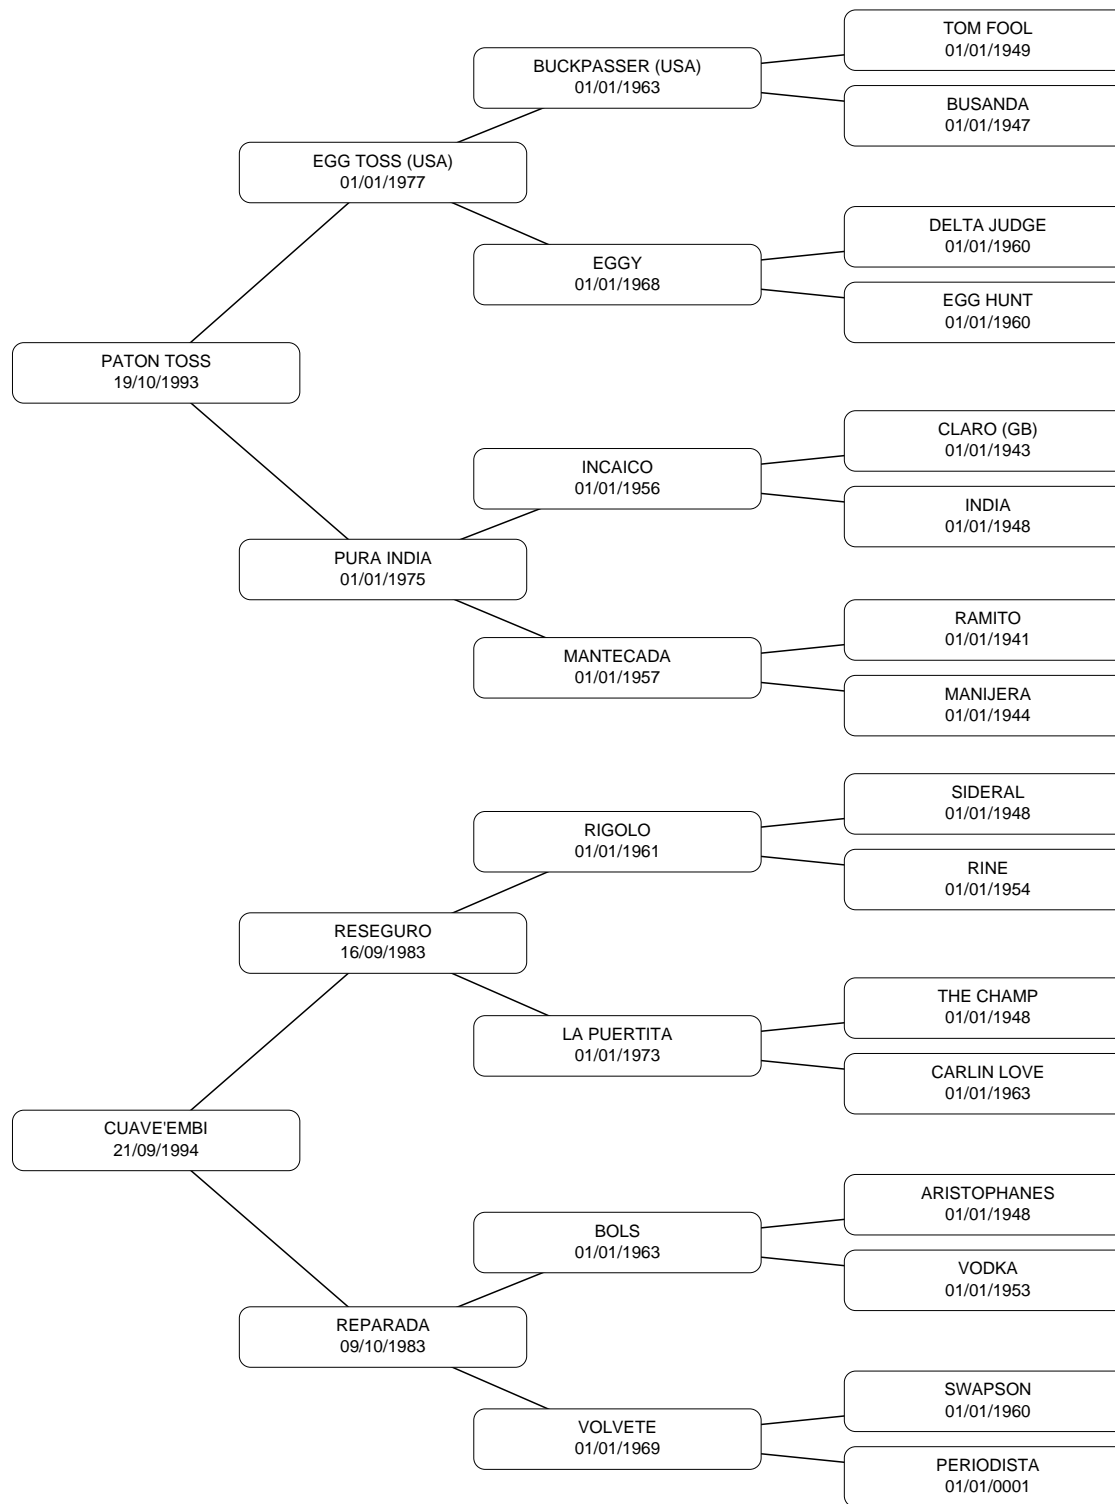 TOM FOOL
01/01/1949
BUCKPASSER (USA)
01/01/1963
BUSANDA
01/01/1947
EGG TOSS (USA)
01/01/1977
DELTA JUDGE
01/01/1960
EGGY
01/01/1968
EGG HUNT
01/01/1960
PATON TOSS
19/10/1993
CLARO (GB)
01/01/1943
INCAICO
01/01/1956
INDIA
01/01/1948
PURA INDIA
01/01/1975
RAMITO
01/01/1941
MANTECADA
01/01/1957
MANIJERA
01/01/1944
SIDERAL
01/01/1948
RIGOLO
01/01/1961
RINE
01/01/1954
RESEGURO
16/09/1983
THE CHAMP
01/01/1948
LA PUERTITA
01/01/1973
CARLIN LOVE
01/01/1963
CUAVE'EMBI
21/09/1994
ARISTOPHANES
01/01/1948
BOLS
01/01/1963
VODKA
01/01/1953
REPARADA
09/10/1983
SWAPSON
01/01/1960
VOLVETE
01/01/1969
PERIODISTA
01/01/0001